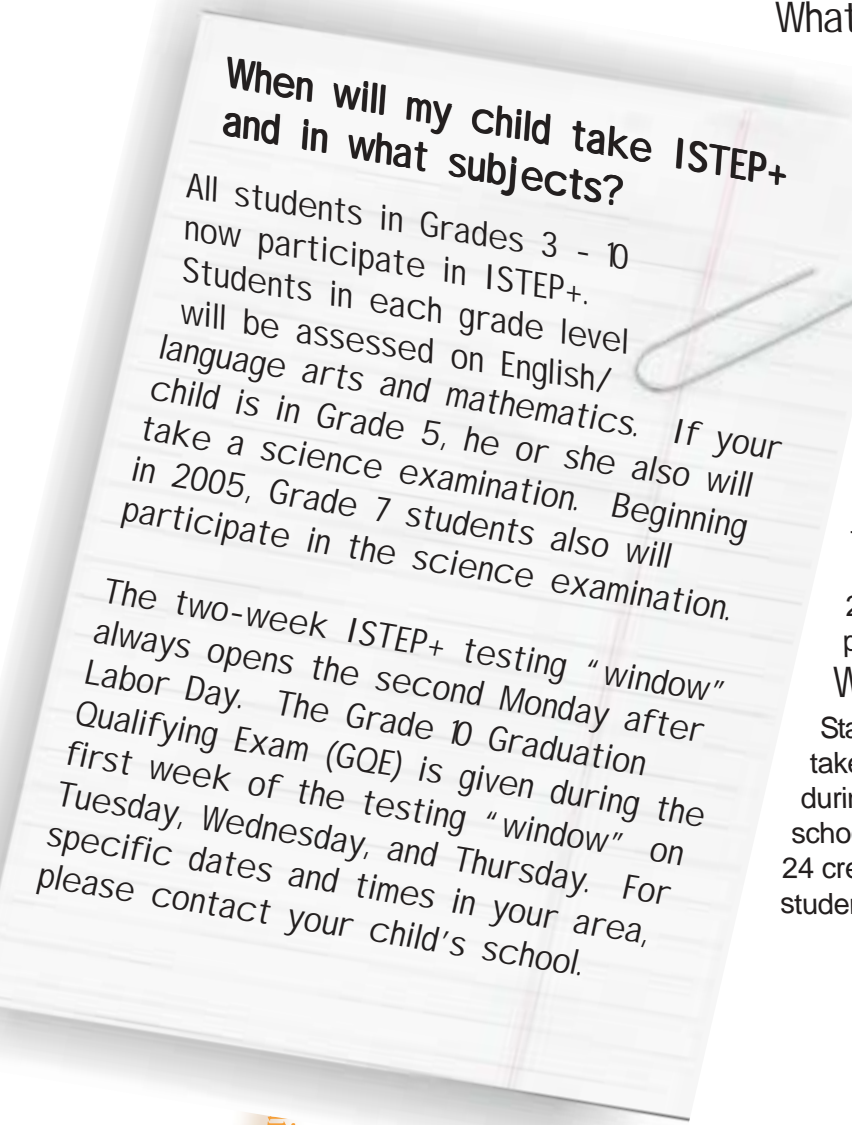 What
When will my child take ISTEP+
and in what subjects?
All students in Grades 3 - 10
now participate in ISTEP+.
Students in each grade level
will be assessed on English/
language arts and mathematics. If your
child is in Grade 5, he or she also will
take a science examination. Beginning
in 2005, Grade 7 students also will
participate in the science examination.
The two-week ISTEP+ testing "window"
always opens the second Monday after
Labor Day. The Grade 10 Graduation
Qualifying Exam (GQE) is given during the
first week of the testing "window" on
Tuesday, Wednesday, and Thursday. For
specific dates and times in your area,
please contact your child's school.
24 cre